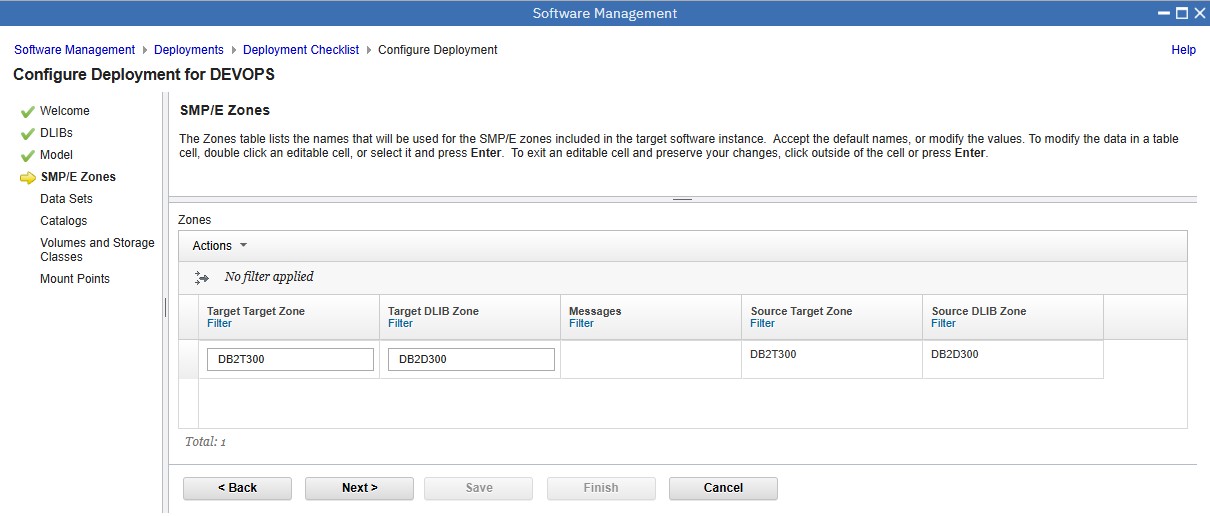 Software Management
Software Management Deployments Deployment Checklist Configure Deployment Help
Configure Deployment for DEVOPS
Welcome
DLIBs
Model
SMP/E Zones
Data Sets
Catalogs
Volumes and Storage
Classes
Mount Points
SMP/E Zones
The Zones table lists the names that will be used for the SMP/E zones included in the target software instance. Accept the default names, or modify the values. To modify the data in a table
cell, double click an editable cell, or select it and press Enter. To exit an editable cell and preserve your changes, click outside of the cell or press Enter.
Zones
Actions
No filter applied
Target Target Zone Target DLIB Zone Messages Source Target Zone Source DLIB Zone
Filter Filter Filter Filter Filter
DB2T300 DB2D300 DB2T300 DB2D300
Total: 1
< Back Next > Save Finish Cancel